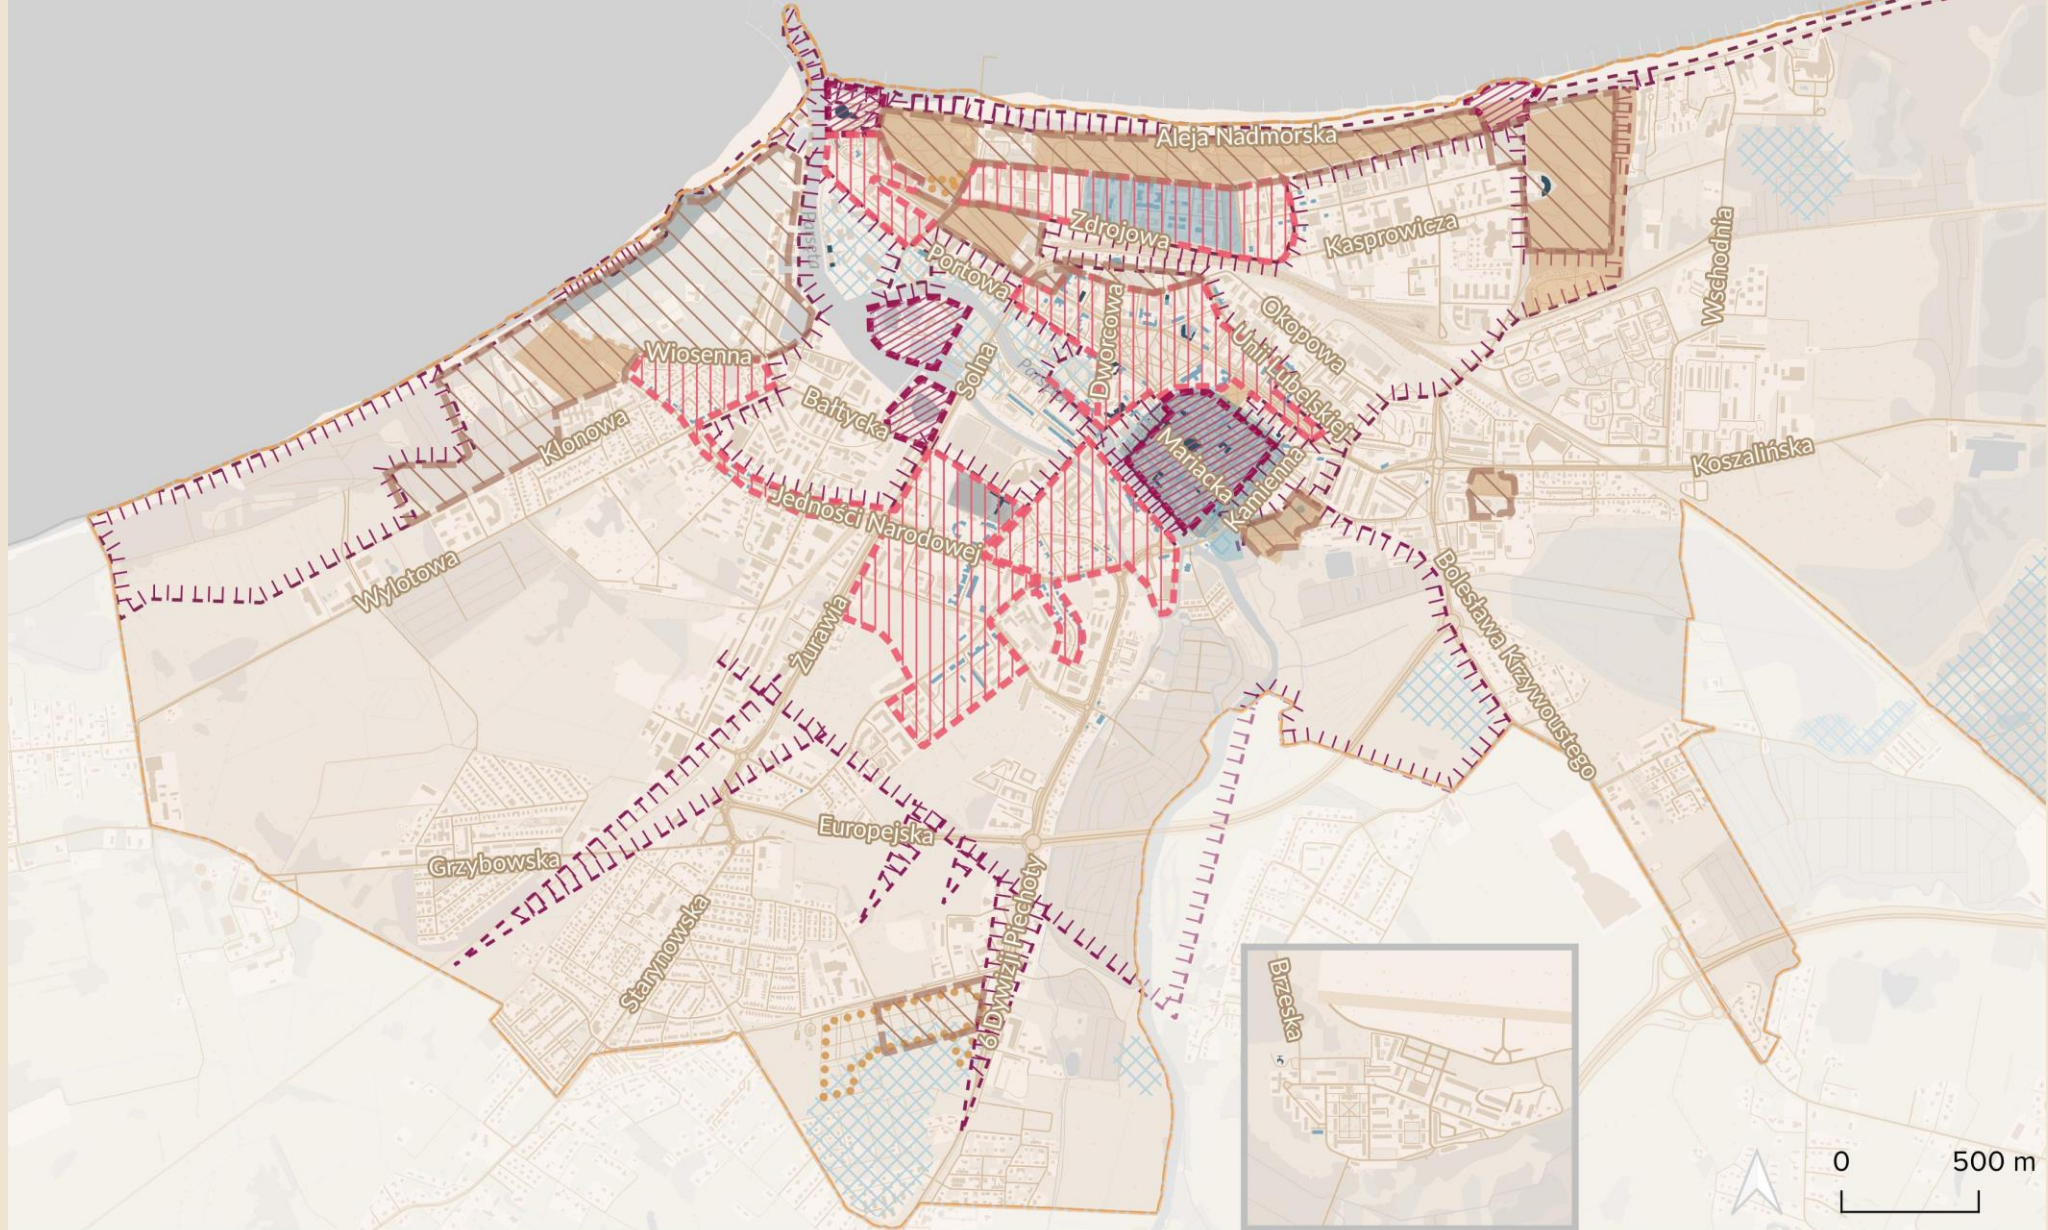 Aleja Nadmorska
Parsęta
Zdrojowa
Kasprowicza
Wschodnia
Portowa
Dworcowa
Okopowa
Unii Lubelskiej
Wiosenna
Solna
Bałtycka
Klonowa
Mariacka
Kamienna
Koszalińska
Jedności Narodowej
Wylotowa
Żurawia
Bolesława Krzywoustego
Europejska
Grzybowska
Starynowska
6 Dywizji Piechoty
Brzeska
0 500 m